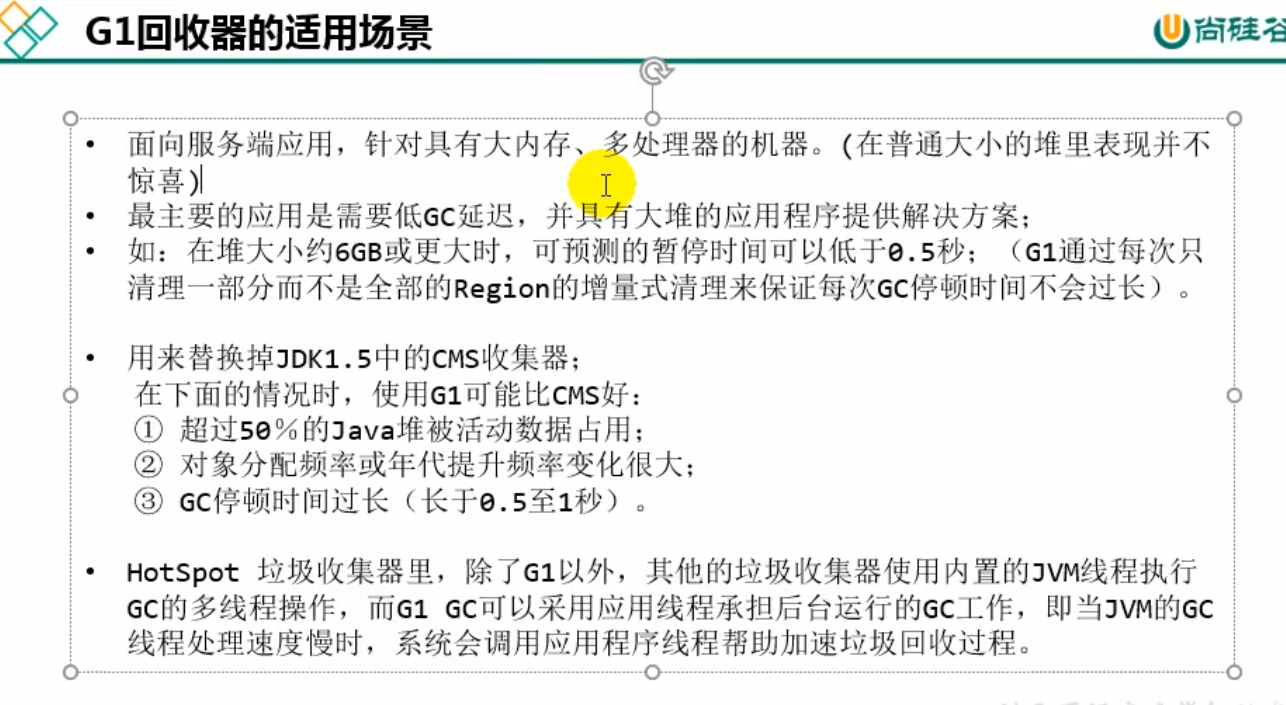 G1回收器的适用场景
尚硅谷
• 面向服务端应用，针对具有大内存、多处理器的机器。(在普通大小的堆里表现并不
惊喜)
• 最主要的应用是需要低GC延迟，并具有大堆的应用程序提供解决方案；
• 如：在堆大小约6GB或更大时，可预测的暂停时间可以低于0.5秒；（G1通过每次只
清理一部分而不是全部的Region的增量式清理来保证每次GC停顿时间不会过长）。
• 用来替换掉JDK1.5中的CMS收集器；
在下面的情况时，使用G1可能比CMS好：
① 超过50％的Java堆被活动数据占用；
② 对象分配频率或年代提升频率变化很大；
③ GC停顿时间过长（长于0.5至1秒）。
• HotSpot 垃圾收集器里，除了G1以外，其他的垃圾收集器使用内置的JVM线程执行
GC的多线程操作，而G1 GC可以采用应用线程承担后台运行的GC工作，即当JVM的GC
线程处理速度慢时，系统会调用应用程序线程帮助加速垃圾回收过程。